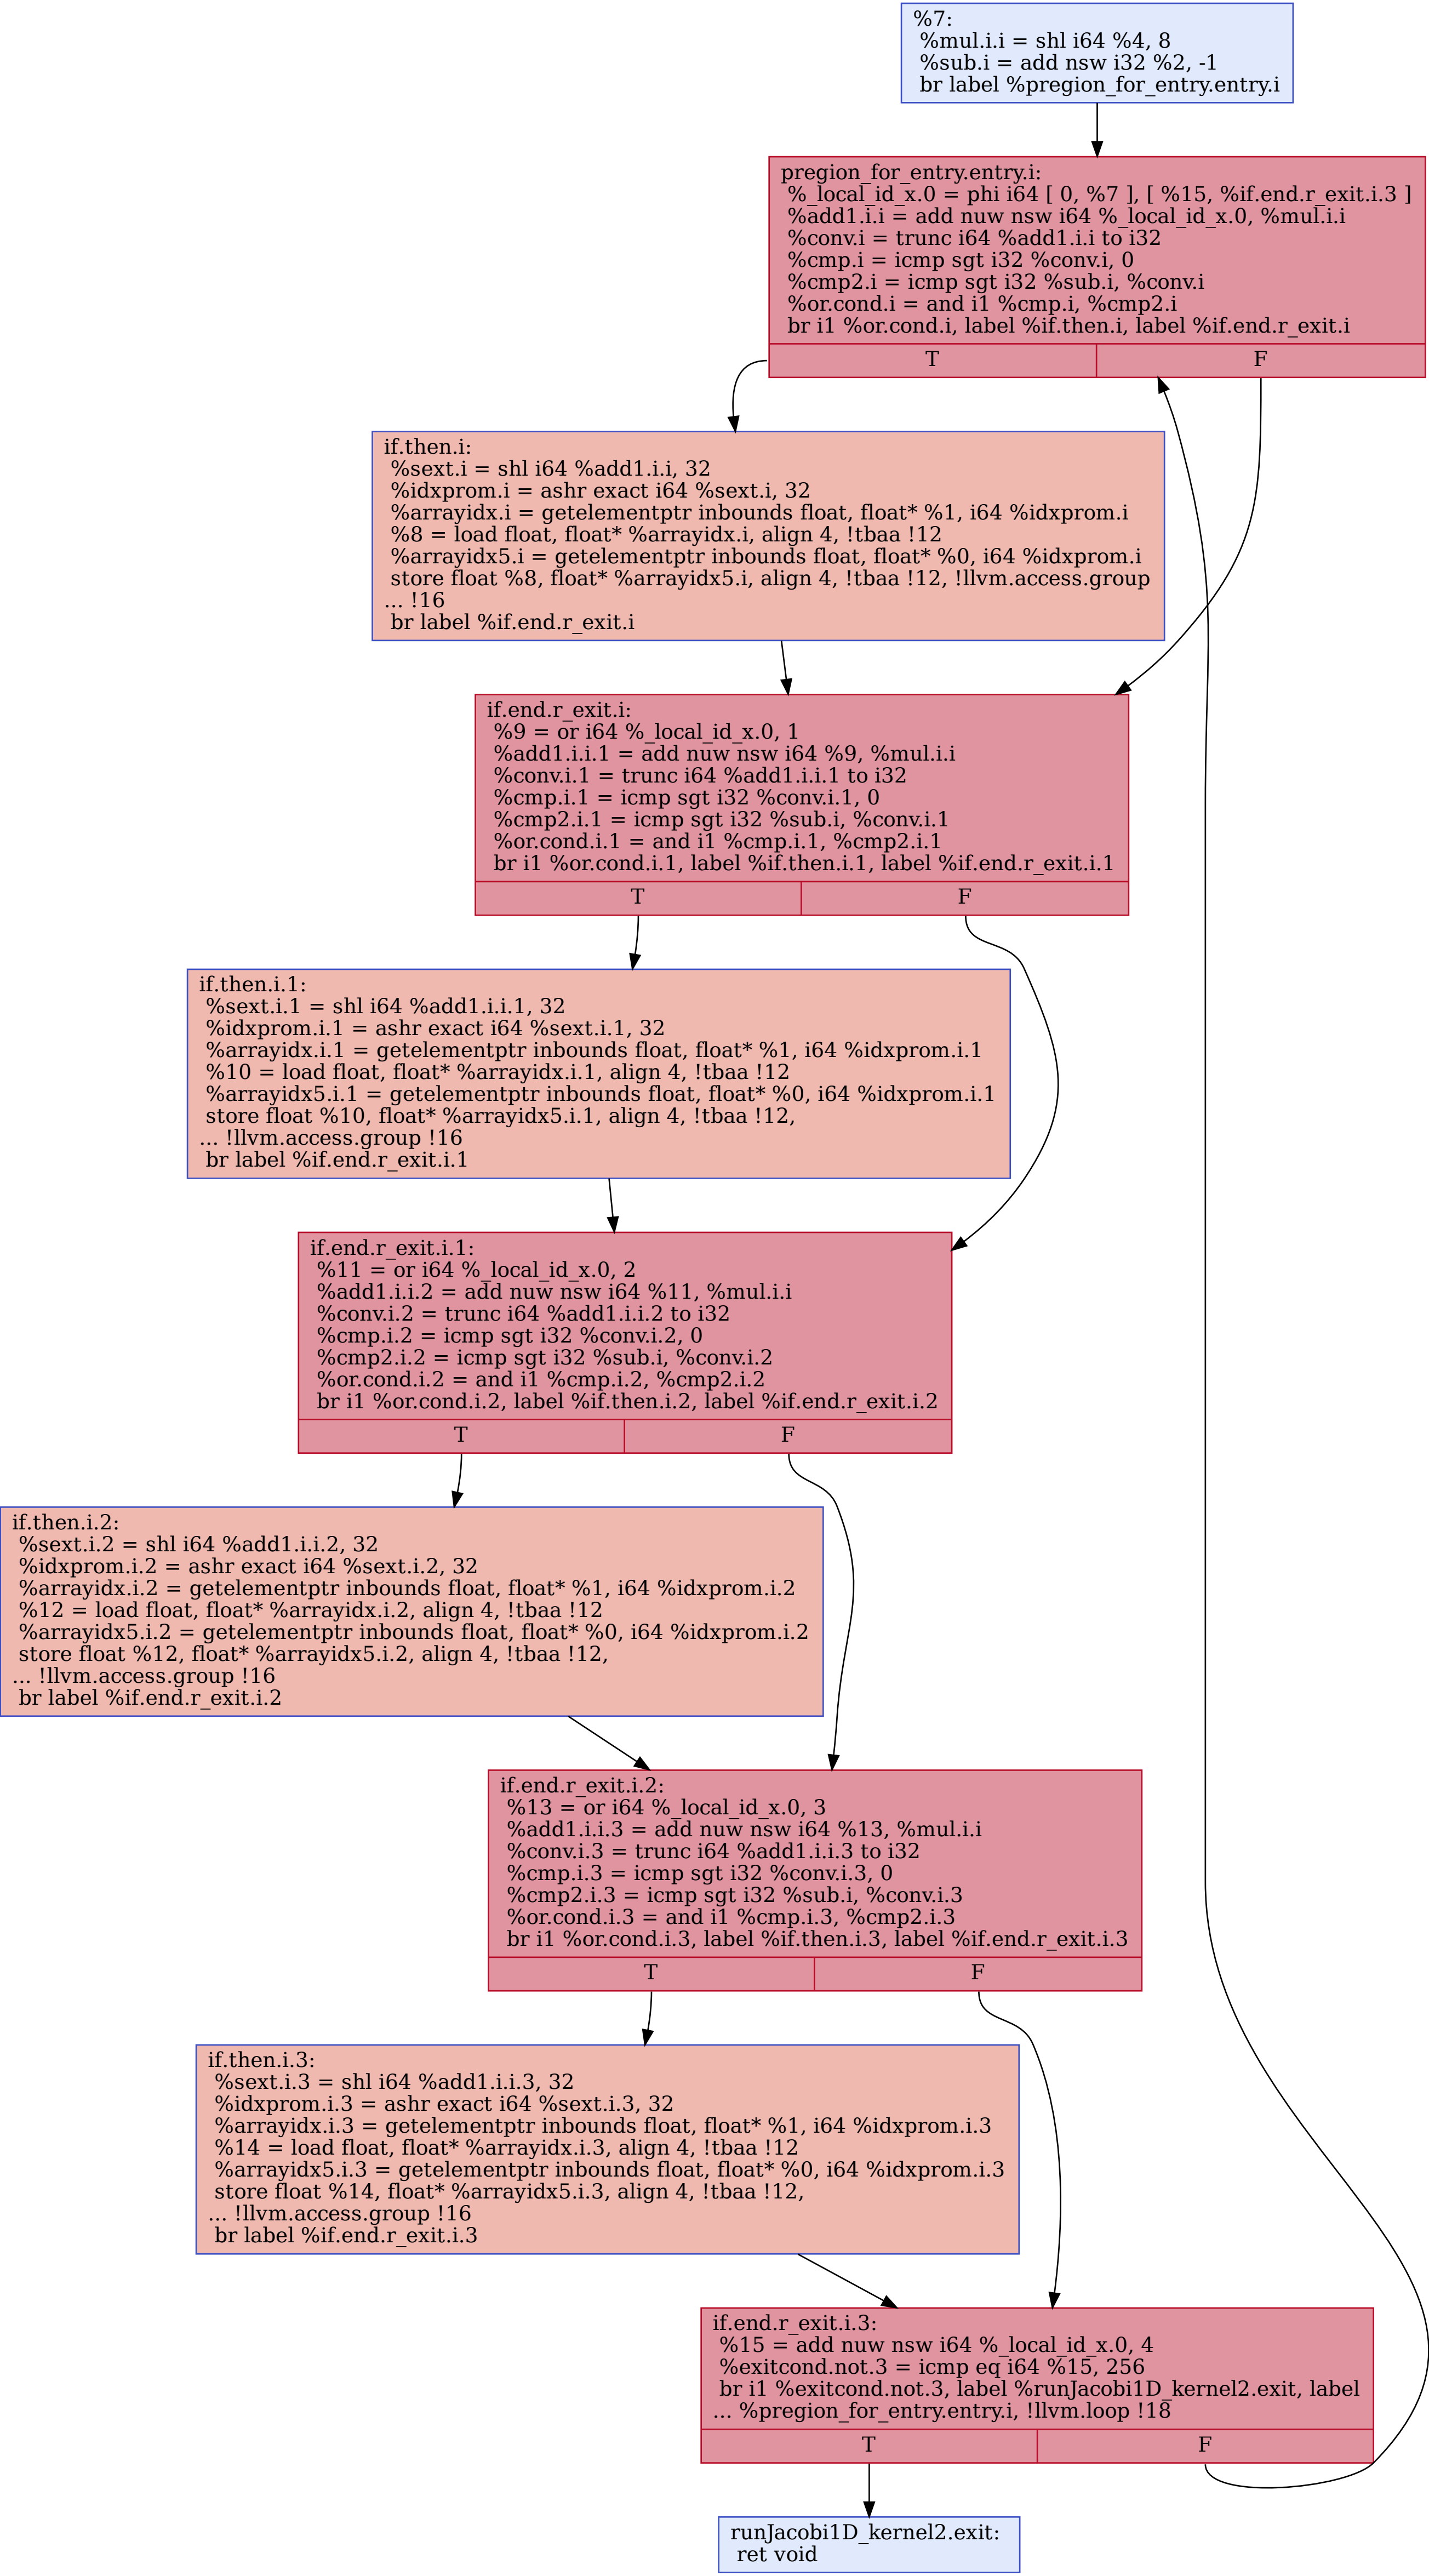 %7:
%mul.i.i = shl i64 %4, 8
%sub.i = add nsw i32 %2, -1
br label %pregion_for_entry.entry.i
pregion_for_entry.entry.i:
%_local_id_x.0 = phi i64 [ 0, %7 ], [ %15, %if.end.r_exit.i.3 ]
%add1.i.i = add nuw nsw i64 %_local_id_x.0, %mul.i.i
%conv.i = trunc i64 %add1.i.i to i32
%cmp.i = icmp sgt i32 %conv.i, 0
%cmp2.i = icmp sgt i32 %sub.i, %conv.i
%or.cond.i = and i1 %cmp.i, %cmp2.i
br i1 %or.cond.i, label %if.then.i, label %if.end.r_exit.i
T F
if.then.i:
%sext.i = shl i64 %add1.i.i, 32
%idxprom.i = ashr exact i64 %sext.i, 32
%arrayidx.i = getelementptr inbounds float, float* %1, i64 %idxprom.i
%8 = load float, float* %arrayidx.i, align 4, !tbaa !12
%arrayidx5.i = getelementptr inbounds float, float* %0, i64 %idxprom.i
store float %8, float* %arrayidx5.i, align 4, !tbaa !12, !llvm.access.group
... !16
br label %if.end.r_exit.i
if.end.r_exit.i:
%9 = or i64 %_local_id_x.0, 1
%add1.i.i.1 = add nuw nsw i64 %9, %mul.i.i
%conv.i.1 = trunc i64 %add1.i.i.1 to i32
%cmp.i.1 = icmp sgt i32 %conv.i.1, 0
%cmp2.i.1 = icmp sgt i32 %sub.i, %conv.i.1
%or.cond.i.1 = and i1 %cmp.i.1, %cmp2.i.1
br i1 %or.cond.i.1, label %if.then.i.1, label %if.end.r_exit.i.1
T F
if.then.i.1:
%sext.i.1 = shl i64 %add1.i.i.1, 32
%idxprom.i.1 = ashr exact i64 %sext.i.1, 32
%arrayidx.i.1 = getelementptr inbounds float, float* %1, i64 %idxprom.i.1
%10 = load float, float* %arrayidx.i.1, align 4, !tbaa !12
%arrayidx5.i.1 = getelementptr inbounds float, float* %0, i64 %idxprom.i.1
store float %10, float* %arrayidx5.i.1, align 4, !tbaa !12,
... !llvm.access.group !16
br label %if.end.r_exit.i.1
if.end.r_exit.i.1:
%11 = or i64 %_local_id_x.0, 2
%add1.i.i.2 = add nuw nsw i64 %11, %mul.i.i
%conv.i.2 = trunc i64 %add1.i.i.2 to i32
%cmp.i.2 = icmp sgt i32 %conv.i.2, 0
%cmp2.i.2 = icmp sgt i32 %sub.i, %conv.i.2
%or.cond.i.2 = and i1 %cmp.i.2, %cmp2.i.2
br i1 %or.cond.i.2, label %if.then.i.2, label %if.end.r_exit.i.2
T F
if.then.i.2:
%sext.i.2 = shl i64 %add1.i.i.2, 32
%idxprom.i.2 = ashr exact i64 %sext.i.2, 32
%arrayidx.i.2 = getelementptr inbounds float, float* %1, i64 %idxprom.i.2
%12 = load float, float* %arrayidx.i.2, align 4, !tbaa !12
%arrayidx5.i.2 = getelementptr inbounds float, float* %0, i64 %idxprom.i.2
store float %12, float* %arrayidx5.i.2, align 4, !tbaa !12,
... !llvm.access.group !16
br label %if.end.r_exit.i.2
if.end.r_exit.i.2:
%13 = or i64 %_local_id_x.0, 3
%add1.i.i.3 = add nuw nsw i64 %13, %mul.i.i
%conv.i.3 = trunc i64 %add1.i.i.3 to i32
%cmp.i.3 = icmp sgt i32 %conv.i.3, 0
%cmp2.i.3 = icmp sgt i32 %sub.i, %conv.i.3
%or.cond.i.3 = and i1 %cmp.i.3, %cmp2.i.3
br i1 %or.cond.i.3, label %if.then.i.3, label %if.end.r_exit.i.3
T F
if.then.i.3:
%sext.i.3 = shl i64 %add1.i.i.3, 32
%idxprom.i.3 = ashr exact i64 %sext.i.3, 32
%arrayidx.i.3 = getelementptr inbounds float, float* %1, i64 %idxprom.i.3
%14 = load float, float* %arrayidx.i.3, align 4, !tbaa !12
%arrayidx5.i.3 = getelementptr inbounds float, float* %0, i64 %idxprom.i.3
store float %14, float* %arrayidx5.i.3, align 4, !tbaa !12,
... !llvm.access.group !16
br label %if.end.r_exit.i.3
if.end.r_exit.i.3:
%15 = add nuw nsw i64 %_local_id_x.0, 4
%exitcond.not.3 = icmp eq i64 %15, 256
br i1 %exitcond.not.3, label %runJacobi1D_kernel2.exit, label
... %pregion_for_entry.entry.i, !llvm.loop !18
T F
runJacobi1D_kernel2.exit:
ret void